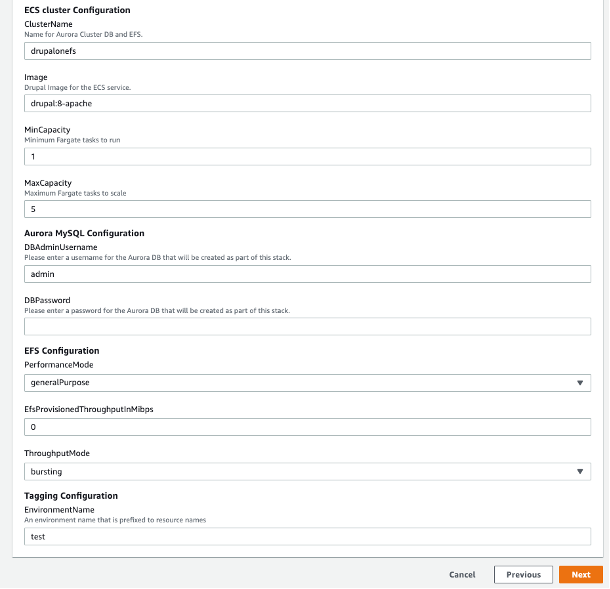 ECS cluster Configuration
ClusterName
Name for Aurora Cluster DB and EFS.
drupalonefs
Image
Drupal Image for the ECS service.
drupal:8-apache
MinCapacity
Minimum Fargate tasks to run
1
MaxCapacity
Maximum Fargate tasks to scale
5
Aurora MySQL Configuration
DBAdminUsername
Please enter a username for the Aurora DB that will be created as part of this stack.
admin
DBPassword
Please enter a password for the Aurora DB that will be created as part of this stack.
EFS Configuration
PerformanceMode
generalPurpose
EfsProvisionedThroughputInMibps
0
ThroughputMode
bursting
Tagging Configuration
EnvironmentName
An environment name that is prefixed to resource names
test
Cancel Previous Next